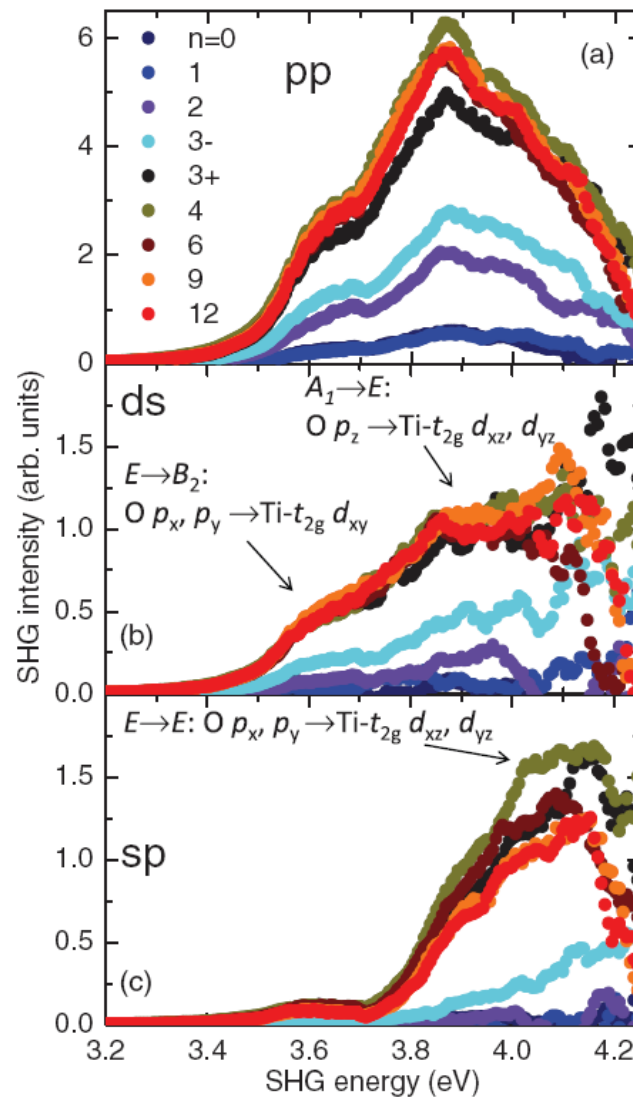 SHG intensity (arb. units)
6
4
2
0
n=0
1
2
3-
3+
4
6
9
12
pp
(a)
ds
A1→E:
O pz →Ti-t2g dxz, dyz
E→B2:
O px, py →Ti-t2g dxy
1.5
1.0
0.5
0.0
(b)
E→E: O px, py →Ti-t2g dxz, dyz
1.5
1.0
0.5
0.0
sp
(c)
3.2 3.4 3.6 3.8 4.0 4.2
SHG energy (eV)